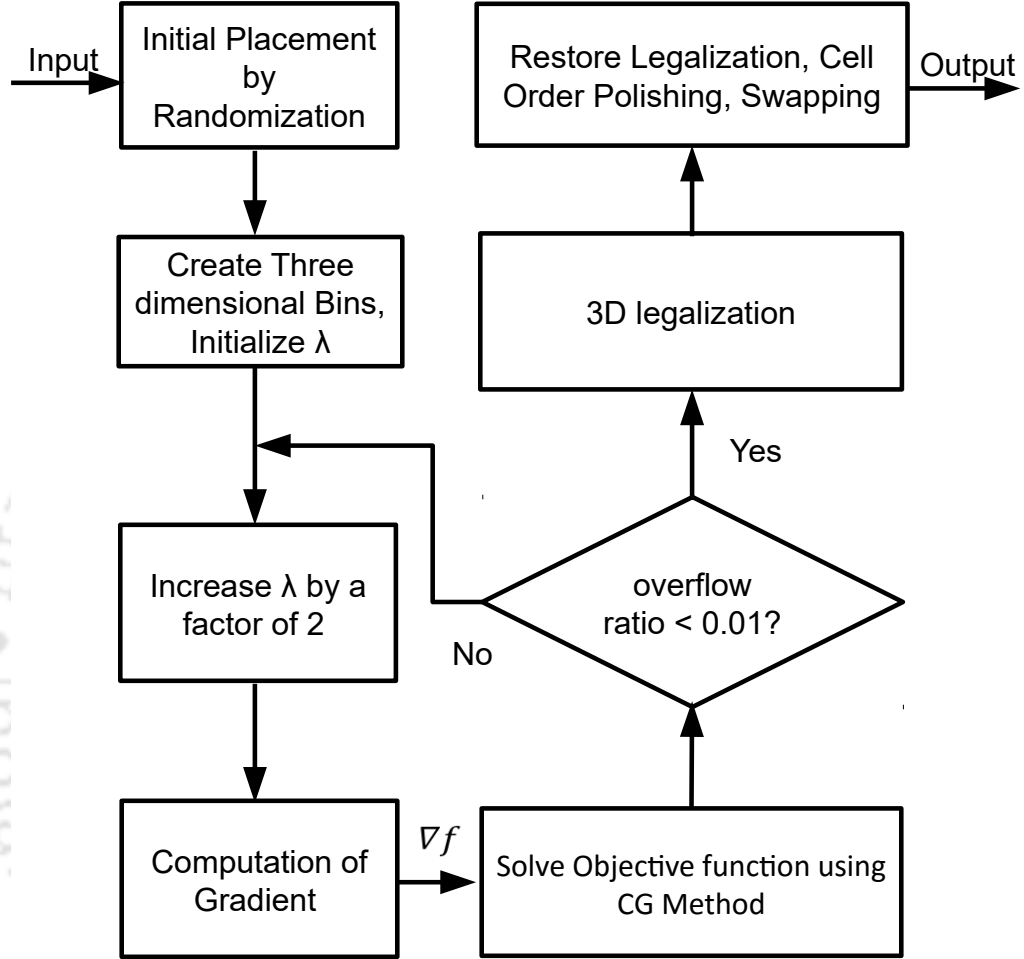 Input
Initial Placement
by
Randomization
Create Three
dimensional Bins,
Initialize λ
Increase λ by a
factor of 2
Computation of
Gradient
∇f
Solve Objective function using
CG Method
overflow
ratio < 0.01?
No
Yes
3D legalization
Restore Legalization, Cell
Order Polishing, Swapping
Output